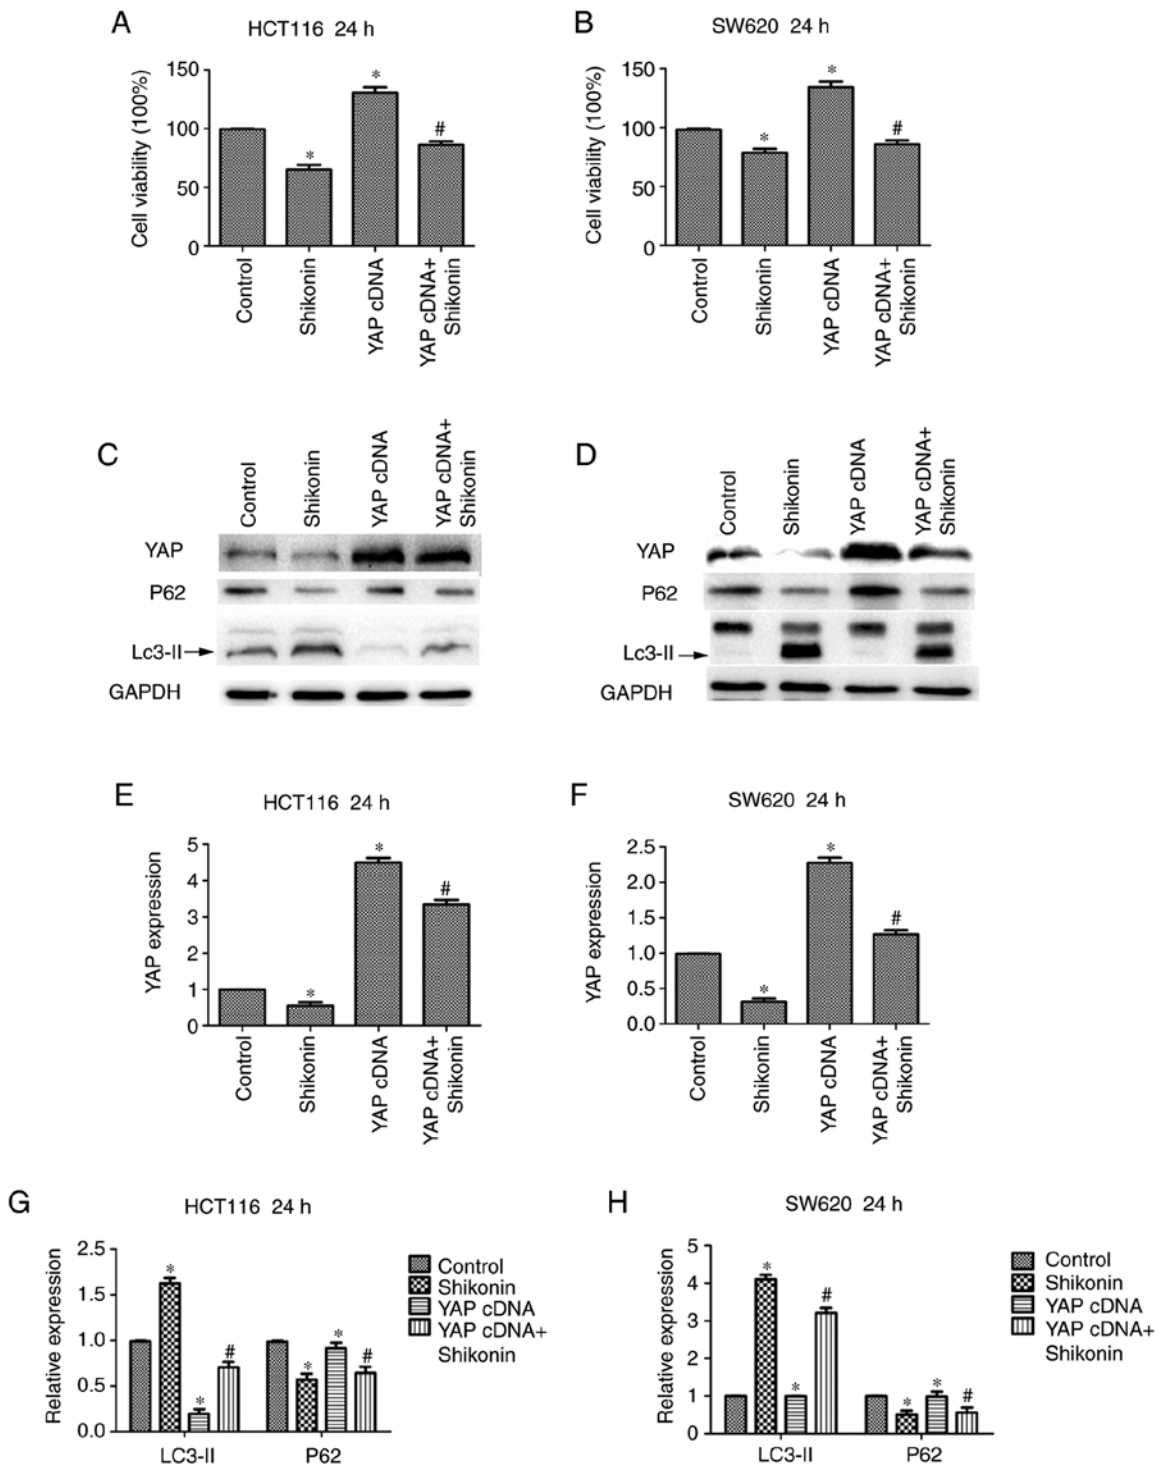 A
HCT116 24 h
Cell viability (100%)
150
100
50
0
*
*
#
Control
Shikonin
YAP cDNA
YAP cDNA+
Shikonin
B
SW620 24 h
Cell viability (100%)
150
100
50
0
*
*
#
Control
Shikonin
YAP cDNA
YAP cDNA+
Shikonin
C
Control
Shikonin
YAP cDNA
YAP cDNA+
Shikonin
YAP
P62
Lc3-II
GAPDH
D
Control
Shikonin
YAP cDNA
YAP cDNA+
Shikonin
YAP
P62
Lc3-II
GAPDH
E
HCT116 24 h
YAP expression
5
4
3
2
1
0
*
*
#
Control
Shikonin
YAP cDNA
YAP cDNA+
Shikonin
F
SW620 24 h
YAP expression
2.5
2.0
1.5
1.0
0.5
0.0
*
*
#
Control
Shikonin
YAP cDNA
YAP cDNA+
Shikonin
G
HCT116 24 h
Relative expression
2.5
1.5
1.0
0.5
0.0
*
*
#
*
*
#
LC3-II
P62
Control
Shikonin
YAP cDNA
YAP cDNA+
Shikonin
H
SW620 24 h
Relative expression
5
4
3
2
1
0
*
*
#
*
*
#
LC3-II
P62
Control
Shikonin
YAP cDNA
YAP cDNA+
Shikonin